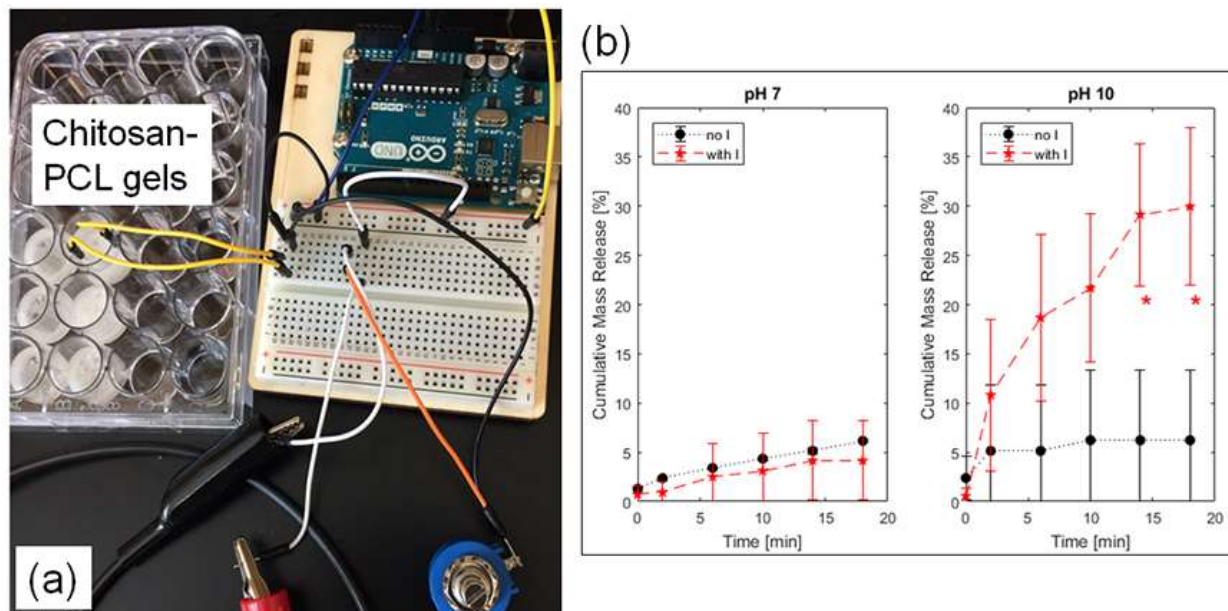 Chitosan-
PCL gels
UNO
ARDUINO
(a)
(b)
pH 7
no I
with I
Cumulative Mass Release [%]
40
35
30
25
20
15
10
5
0
0 5 10 15 20
Time [min]
pH 10
no I
with I
Cumulative Mass Release [%]
40
35
30
25
20
15
10
5
0
0 5 10 15 20
Time [min]